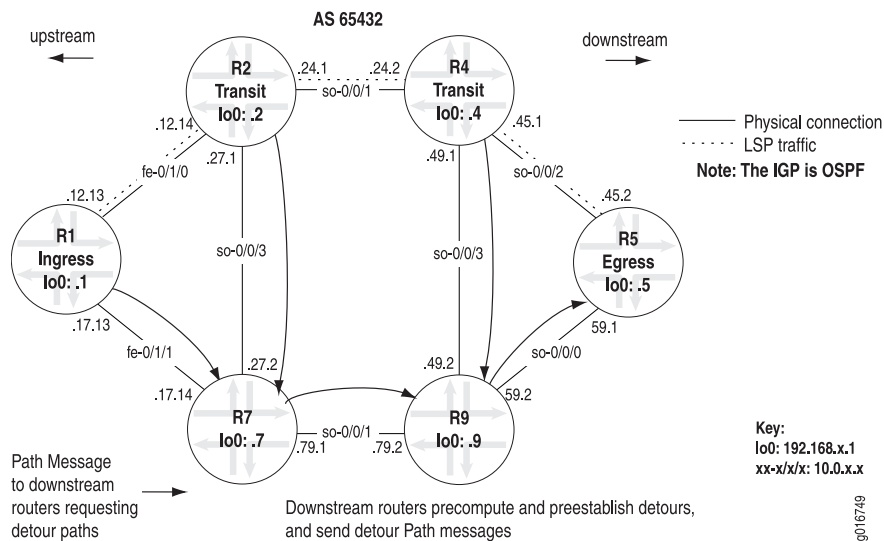 AS 65432
upstream
downstream
R2
Transit
lo0: .2
.24.1
.24.2
so-0/0/1
R4
Transit
lo0: .4
.12.14
.27.1
.49.1
.45.1
Physical connection
LSP traffic
Note: The IGP is OSPF
fe-0/1/0
so-0/0/2
.12.13
.45.2
R1
Ingress
lo0: .1
so-0/0/3
so-0/0/3
R5
Egress
lo0: .5
.17.13
59.1
fe-0/1/1
so-0/0/0
.27.2
.49.2
.17.14
59.2
R7
lo0: .7
so-0/0/1
.79.1
.79.2
R9
lo0: .9
Key:
lo0: 192.168.x.1
xx-x/x/x: 10.0.x.x
Path Message
to downstream
routers requesting
detour paths
Downstream routers precompute and preestablish detours,
and send detour Path messages
g016749